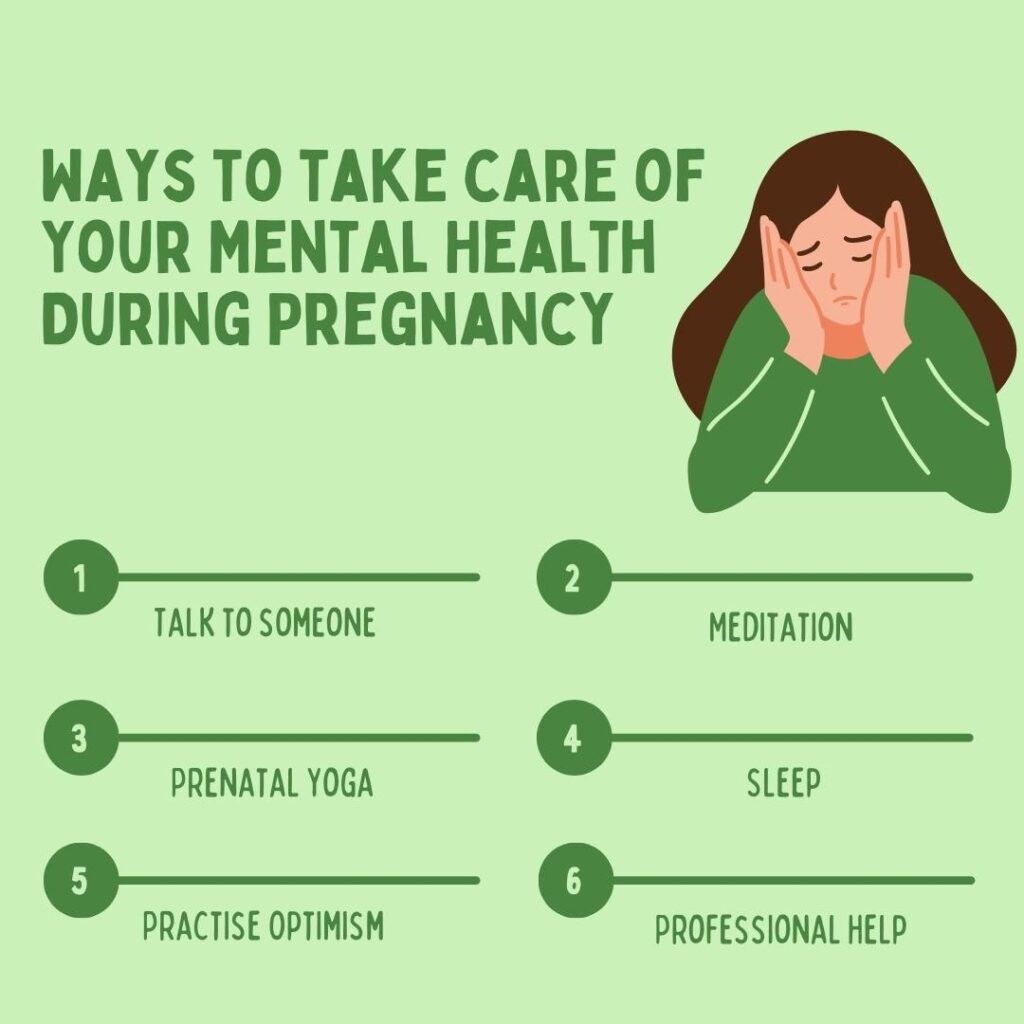 WAYS TO TAKE CARE OF
YOUR MENTAL HEALTH
DURING PREGNANCY
1
TALK TO SOMEONE
2
MEDITATION
3
PRENATAL YOGA
4
SLEEP
5
PRACTISE OPTIMISM
6
PROFESSIONAL HELP